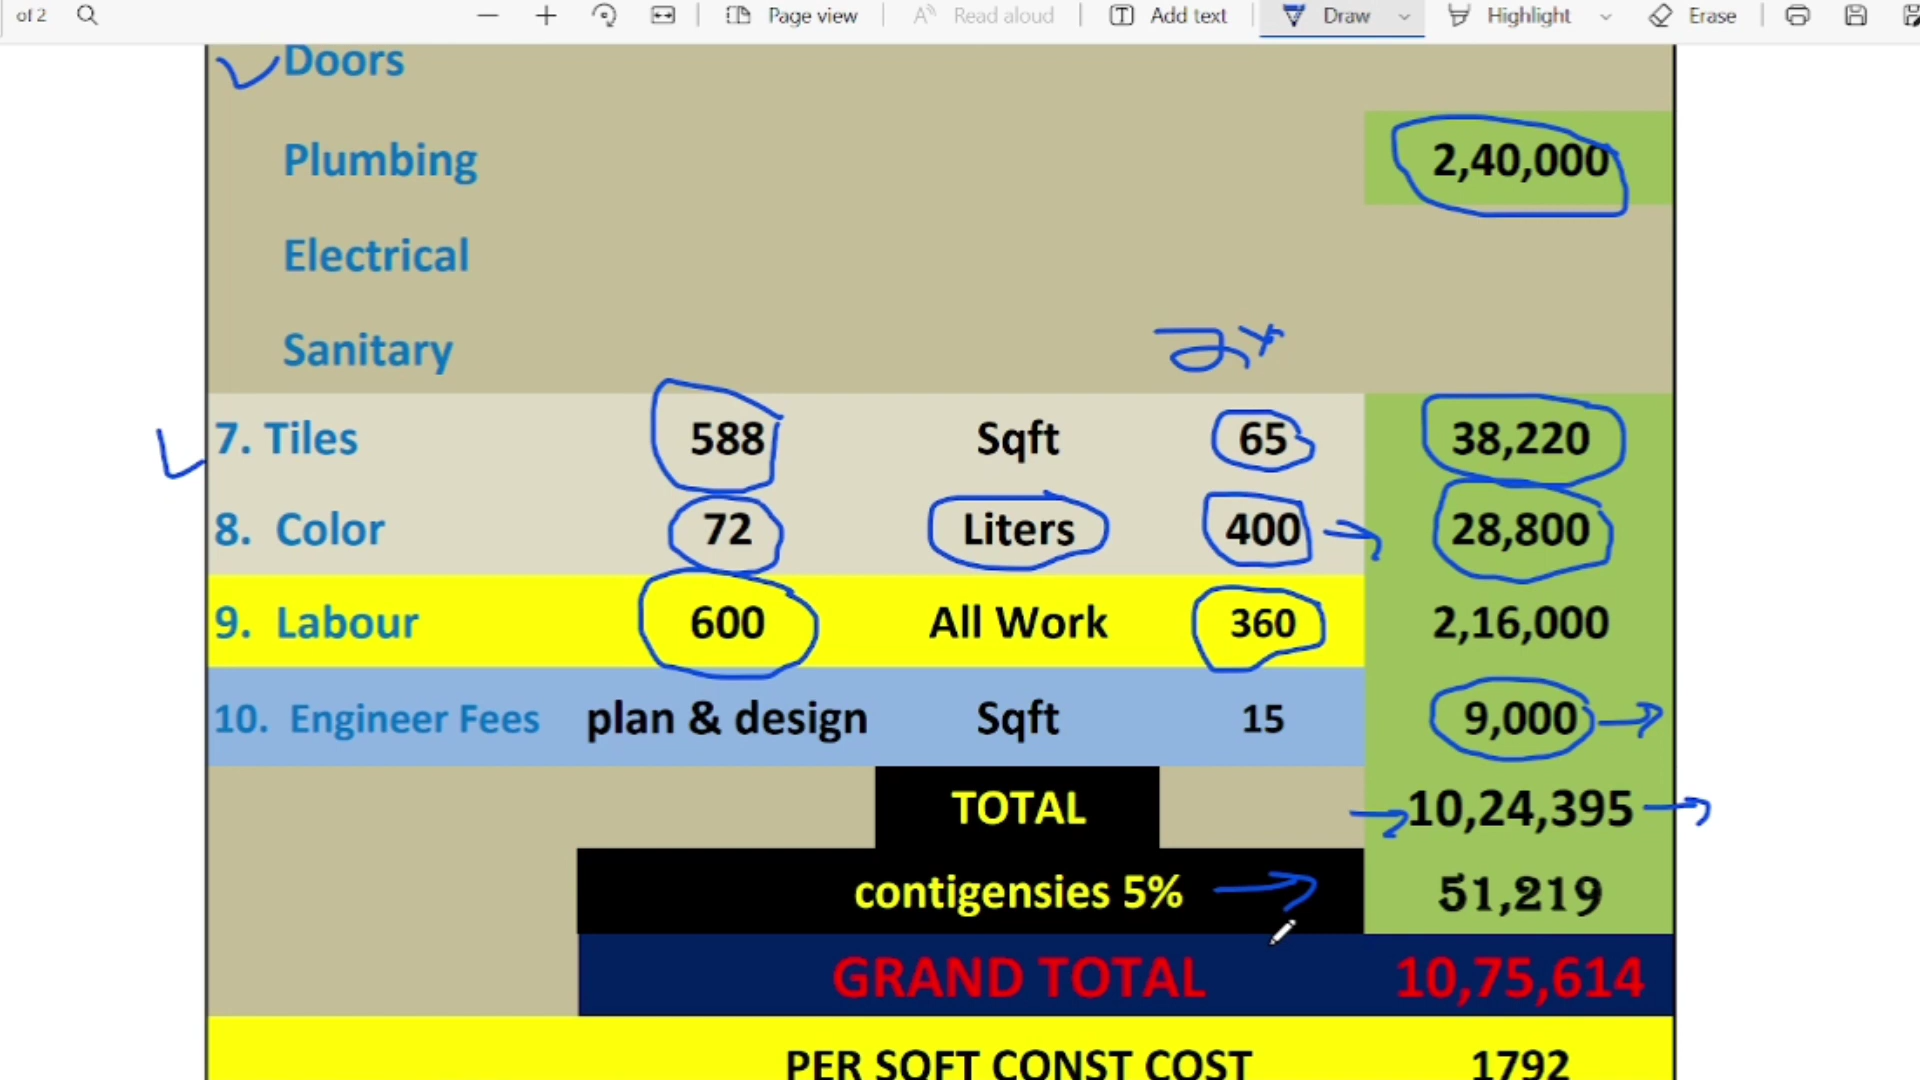 of 2 Page view Read aloud Add text Draw Highlight Erase
Doors
Plumbing 2,40,000
Electrical
Sanitary
7. Tiles 588 Sqft 65 38,220
8. Color 72 Liters 400 28,800
9. Labour 600 All Work 360 2,16,000
10. Engineer Fees plan & design Sqft 15 9,000
TOTAL 10,24,395
contigensies 5% 51,219
GRAND TOTAL 10,75,614
PER SQFT CONST COST 1792